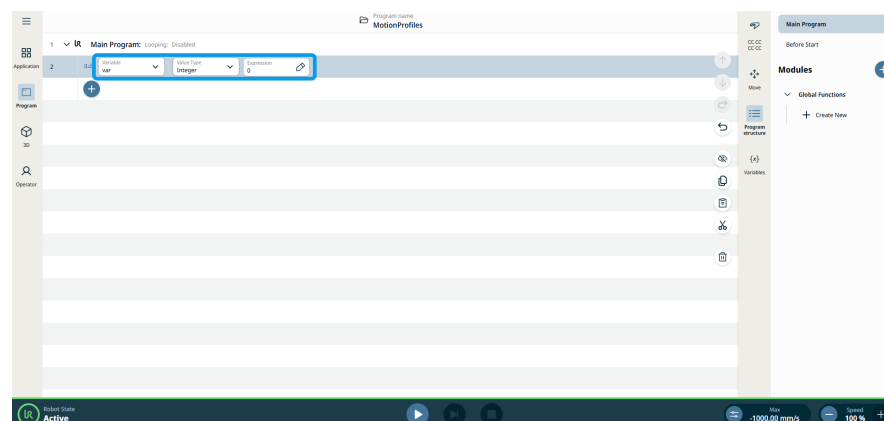 Program name
MotionProfiles
Application
Program
3D
Operator
1 Main Program: Looping: Disabled
2
Variable
var
Value Type
Integer
Expression
0
CC CC
CC CC
Move
Program
structure
{x}
Variables
Main Program
Before Start
Modules
Global Functions
Create New
Robot State
Active
Max
-1000.00 mm/s
Speed
100 %